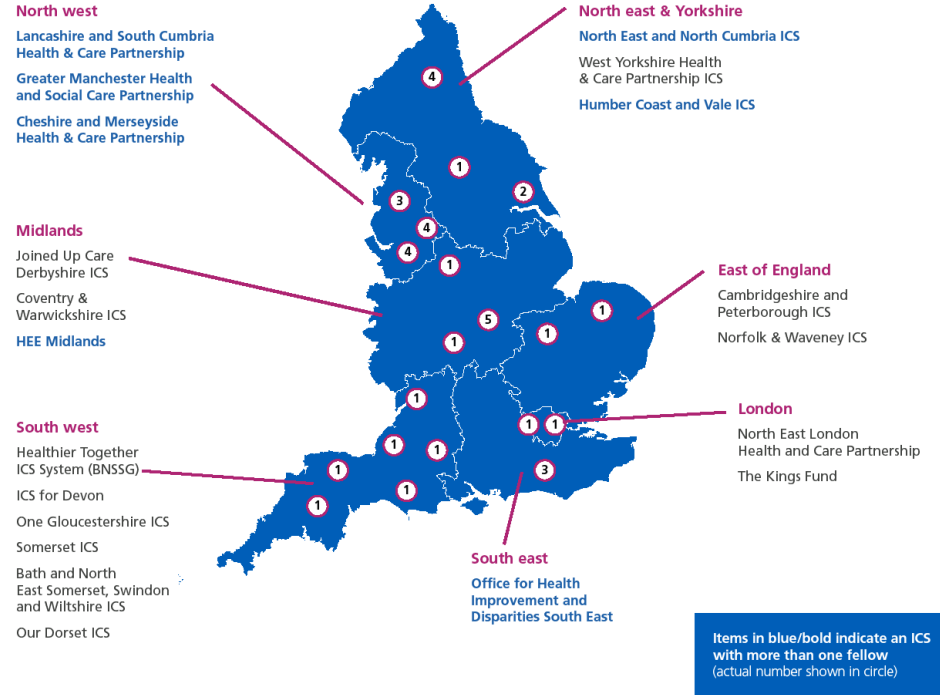 North west
Lancashire and South Cumbria
Health & Care Partnership
Greater Manchester Health
and Social Care Partnership
Cheshire and Merseyside
Health & Care Partnership
North east & Yorkshire
North East and North Cumbria ICS
West Yorkshire Health
& Care Partnership ICS
Humber Coast and Vale ICS
4
1
2
3
4
4
1
Midlands
Joined Up Care
Derbyshire ICS
Coventry &
Warwickshire ICS
HEE Midlands
5
1
East of England
Cambridgeshire and
Peterborough ICS
Norfolk & Waveney ICS
1
1
South west
Healthier Together
ICS System (BNSSG)
ICS for Devon
One Gloucestershire ICS
Somerset ICS
Bath and North
East Somerset, Swindon
and Wiltshire ICS
Our Dorset ICS
1
1
1
1
1
1
London
North East London
Health and Care Partnership
The Kings Fund
1
1
3
South east
Office for Health
Improvement and
Disparities South East
Items in blue/bold indicate an ICS
with more than one fellow
(actual number shown in circle)